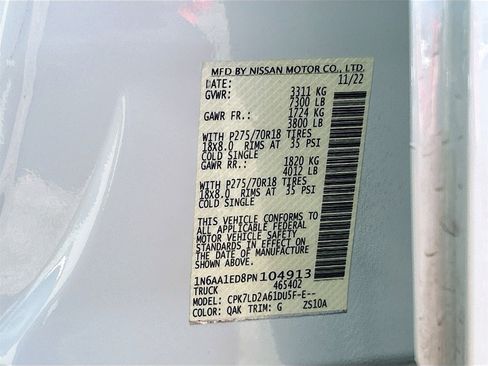 MFD BY NISSAN MOTOR CO., LTD.
DATE: 11/22
GVWR: 3311 KG
7300 LB
GAWR FR.: 1724 KG
3800 LB
WITH P275/70R18 TIRES
18x8.0 RIMS AT 35 PSI
COLD SINGLE
GAWR RR.: 1820 KG
4012 LB
WITH P275/70R18 TIRES
18x8.0 RIMS AT 35 PSI
COLD SINGLE
THIS VEHICLE CONFORMS TO
ALL APPLICABLE FEDERAL
MOTOR VEHICLE SAFETY
STANDARDS IN EFFECT ON
THE DATE OF MANUFACTURE
SHOWN ABOVE.
1N6AA1ED8PN104913
TRUCK 465402
MODEL: CPK7LD2A61DU5F-E--
COLOR: QAK TRIM: G ZS10A